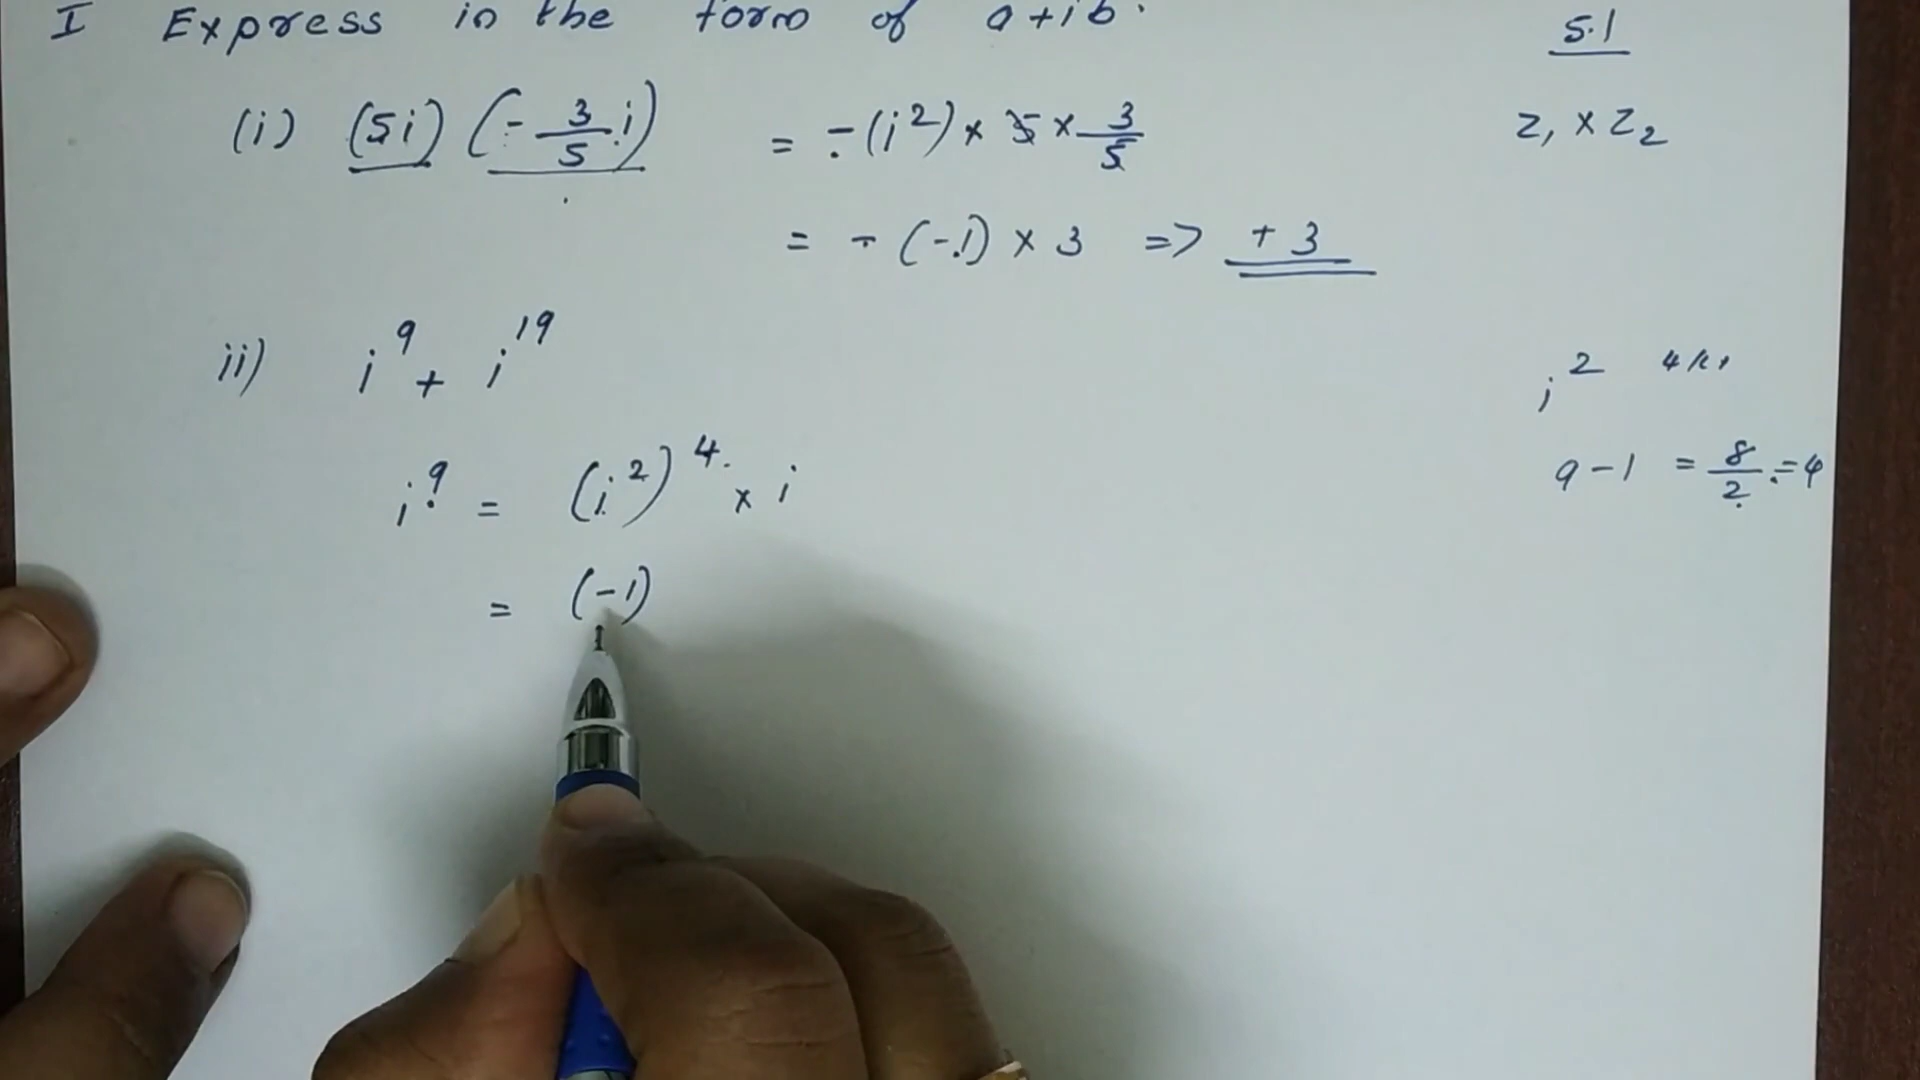 I Express in the form of a+ib.
5.1
(i) (5i) (- 3/5 i) = -(i²) × 5 × 3/5
z₁ × z₂
= - (-1) × 3 => + 3
ii) i⁹ + i¹⁹
i²
i⁹ = (i²)⁴ × i
9-1 = 8/2 = 4
= (-1)